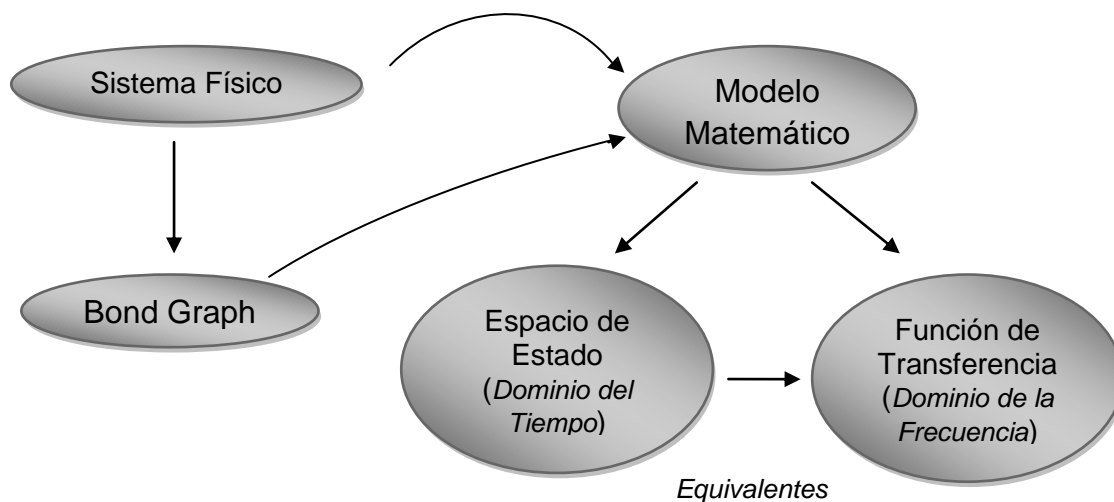 Sistema Físico
Modelo
Matemático
Bond Graph
Espacio de
Estado
(Dominio del
Tiempo)
Función de
Transferencia
(Dominio de la
Frecuencia)
Equivalentes